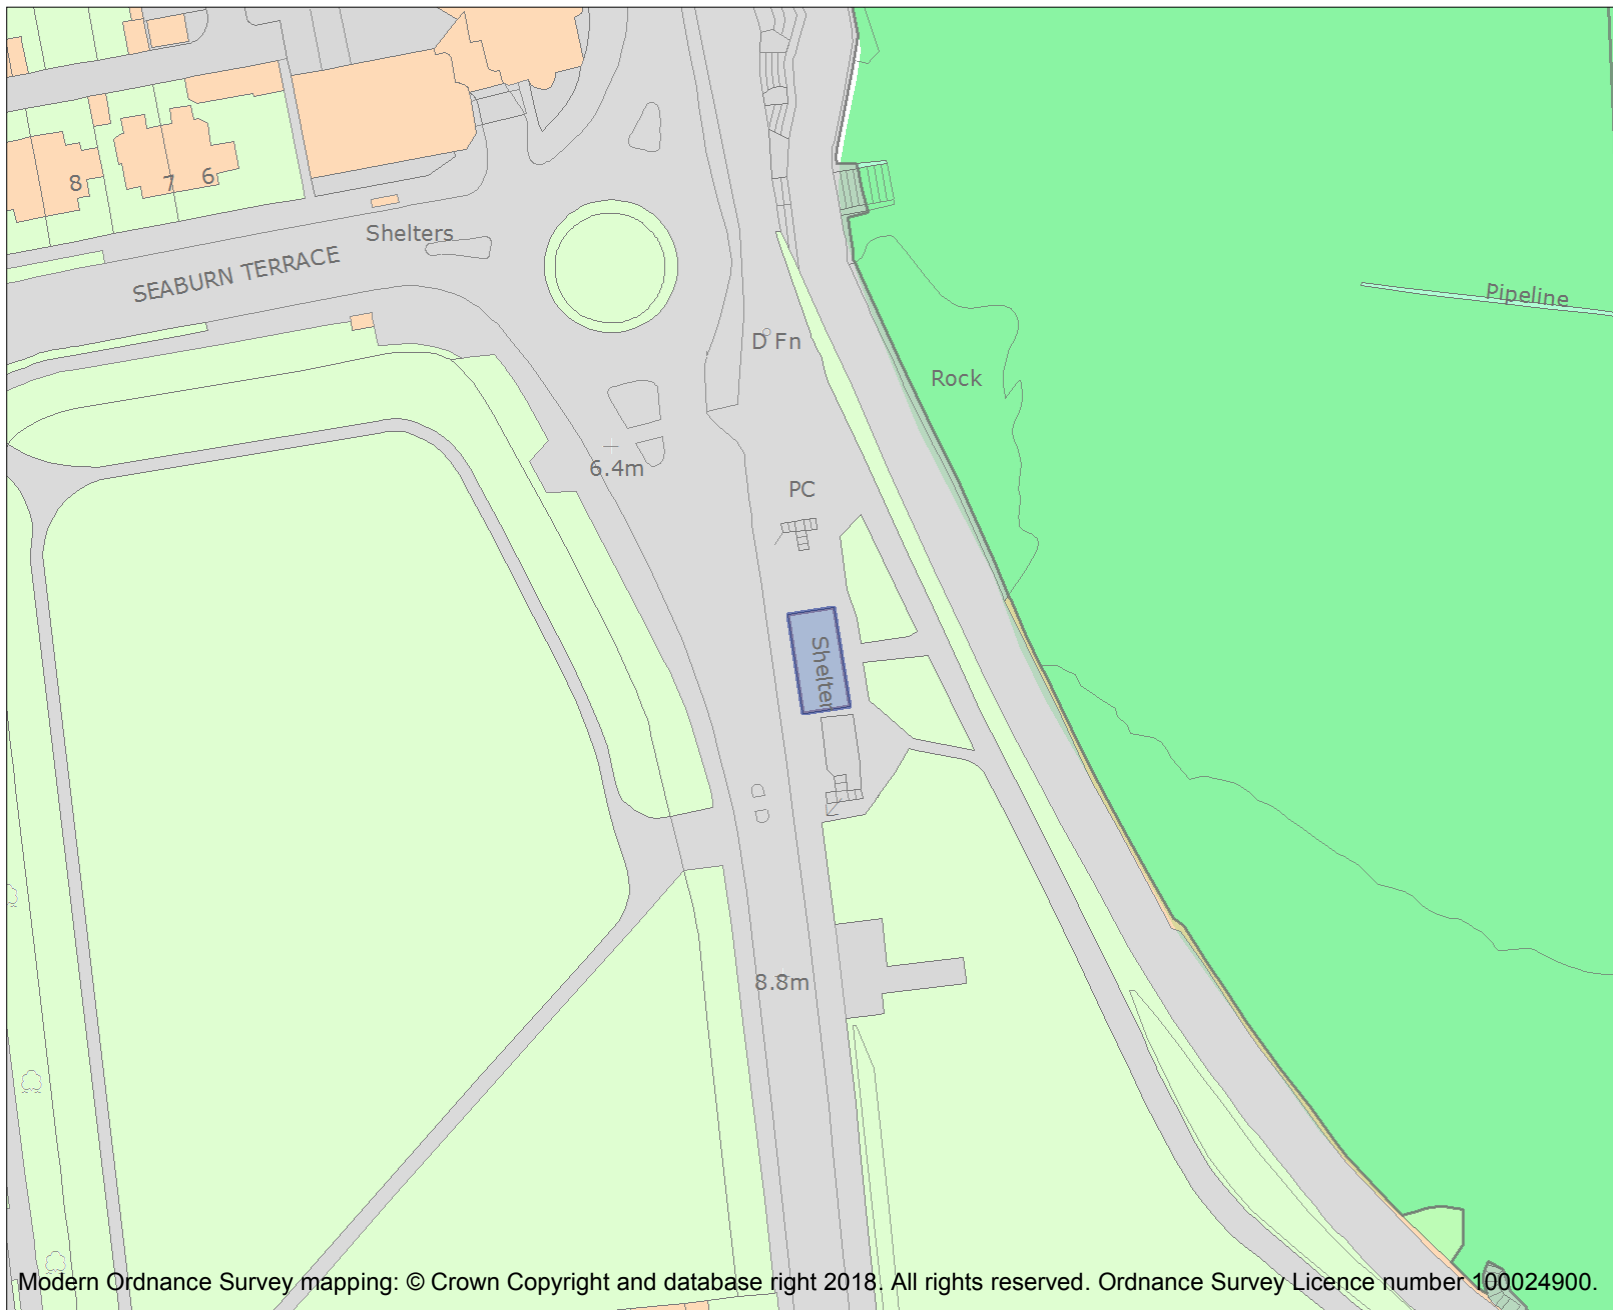 8
7
6
Shelters
SEABURN TERRACE
Pipeline
D Fn
Rock
6.4m
PC
Shelter
8.8m
Modern Ordnance Survey mapping: © Crown Copyright and database right 2018. All rights reserved. Ordnance Survey Licence number 100024900.